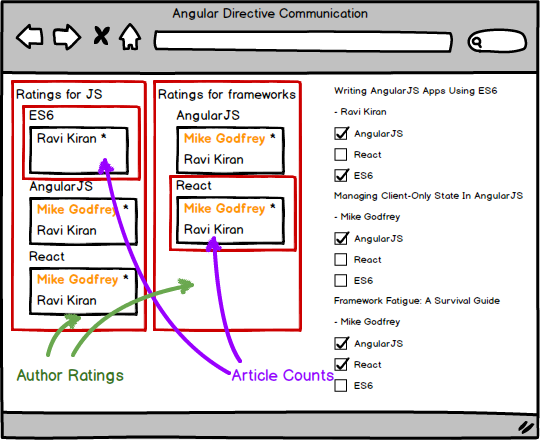 Angular Directive Communication
Ratings for JS
ES6
Ravi Kiran *
AngularJS
Mike Godfrey *
Ravi Kiran
React
Mike Godfrey *
Ravi Kiran
Ratings for frameworks
AngularJS
Mike Godfrey *
Ravi Kiran
React
Mike Godfrey *
Ravi Kiran
Author Ratings
Article Counts
Writing AngularJS Apps Using ES6
- Ravi Kiran
AngularJS
React
ES6
Managing Client-Only State In AngularJS
- Mike Godfrey
AngularJS
React
ES6
Framework Fatigue: A Survival Guide
- Mike Godfrey
AngularJS
React
ES6